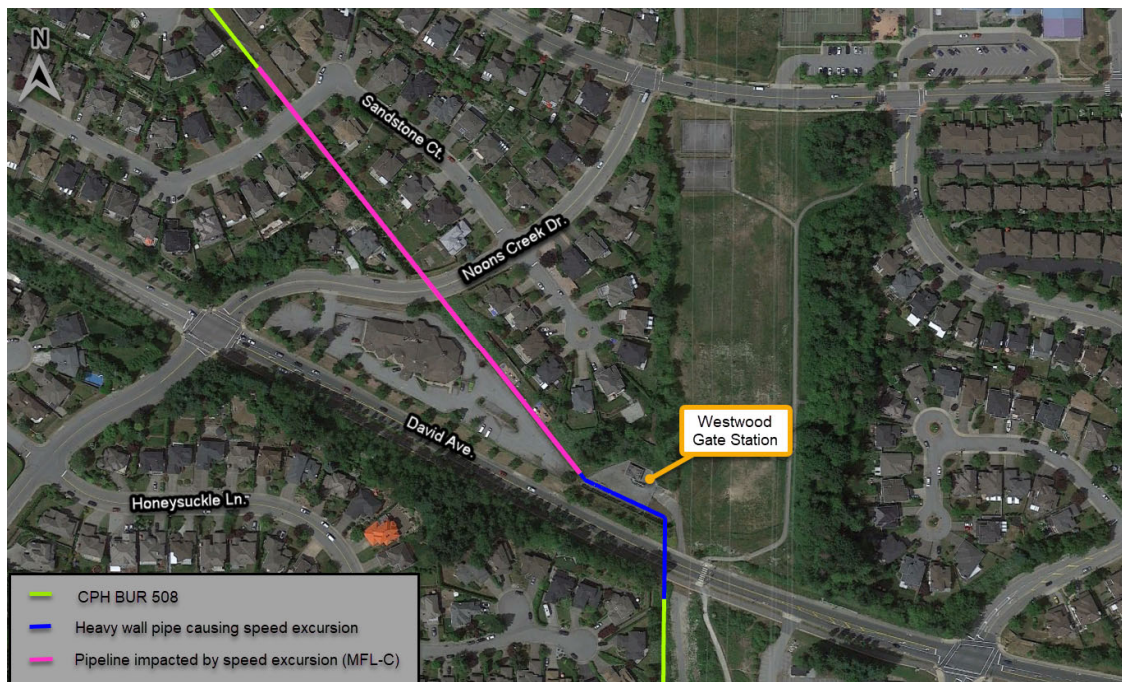 N
Sandstone Ct.
Noons Creek Dr.
Westwood
Gate Station
David Ave.
Honeysuckle Ln.
CPH BUR 508
Heavy wall pipe causing speed excursion
Pipeline impacted by speed excursion (MFL-C)